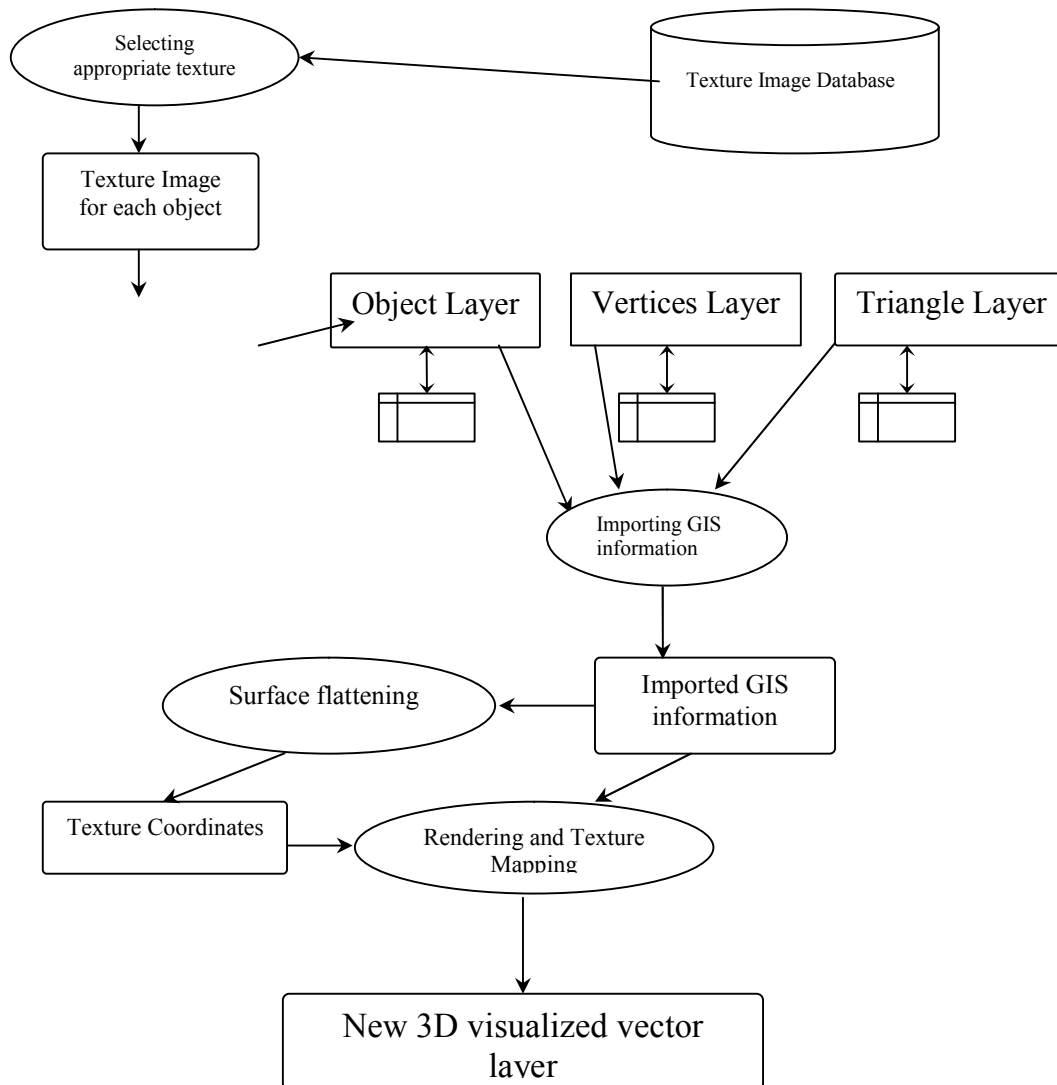 Selecting
appropriate texture
Texture Image Database
Texture Image
for each object
Object Layer
Vertices Layer
Triangle Layer
Importing GIS
information
Imported GIS
information
Surface flattening
Texture Coordinates
Rendering and Texture
Mapping
New 3D visualized vector
layer